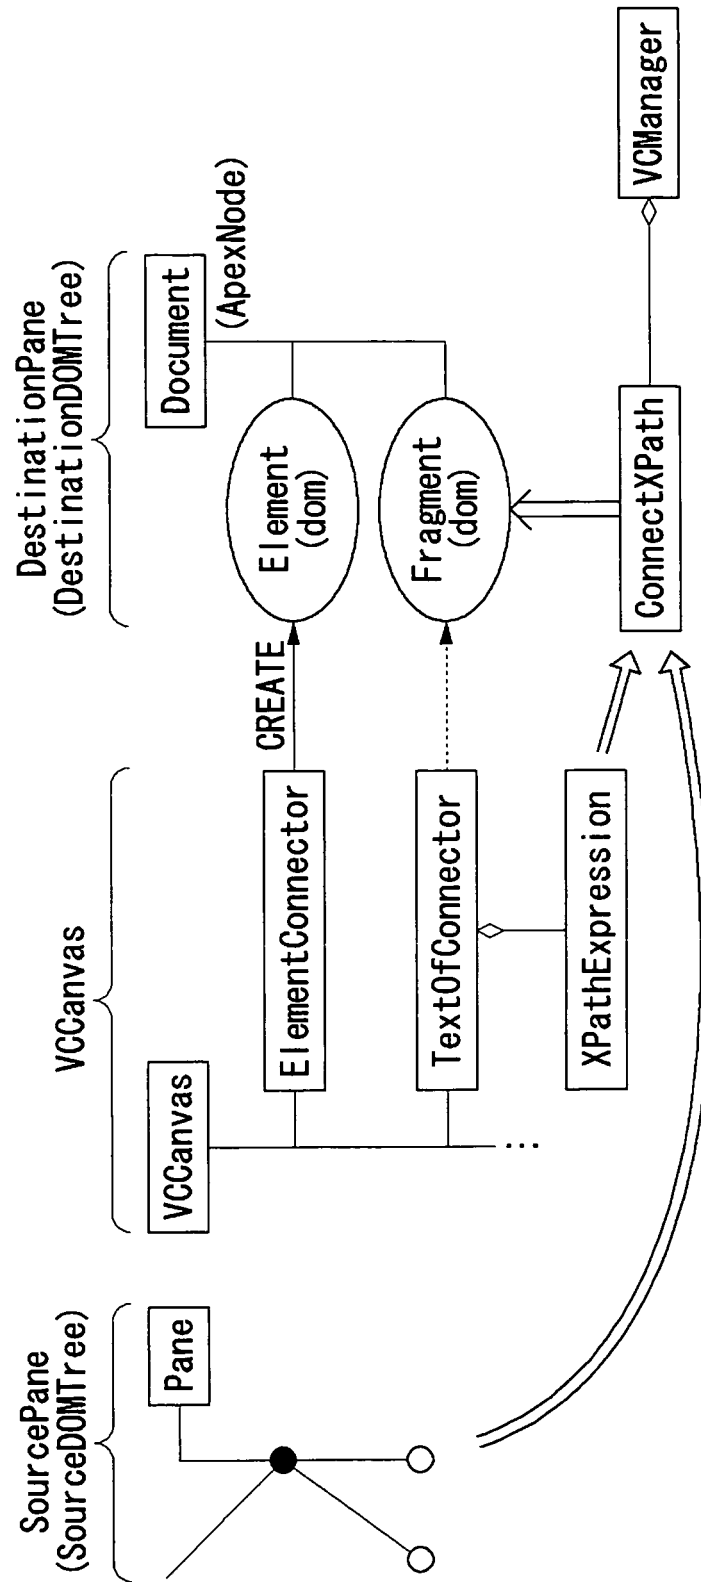 SourcePane
(SourceDOMTree)
VCCanvas
DestinationPane
(DestinationDOMTree)
Pane
VCCanvas
Document
(ApexNode)
ElementConnector
CREATE
Element
(dom)
TextOfConnector
Fragment
(dom)
...
XPathExpression
ConnectXPath
VCManager